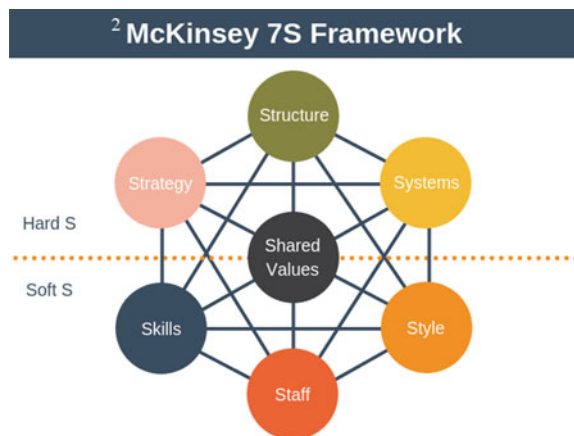 2 McKinsey 7S Framework
Structure
Strategy
Systems
Hard S
Shared
Values
Soft S
Skills
Style
Staff